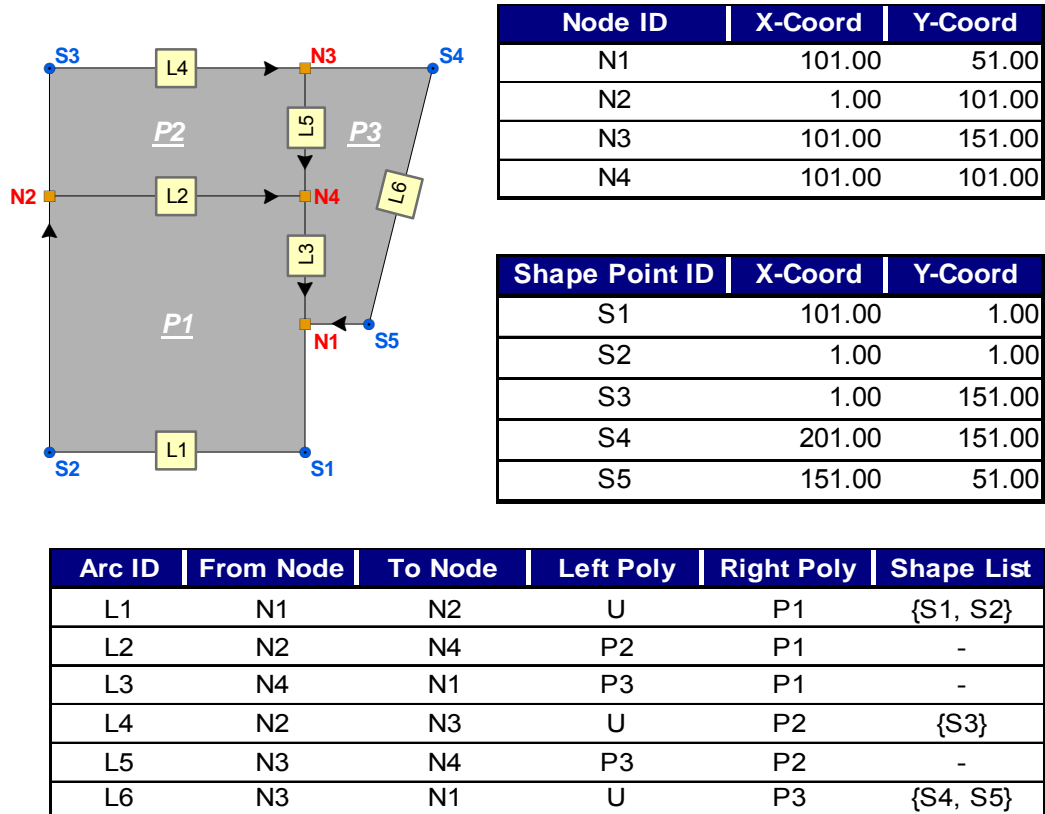 S3 L4 N3 S4
P2 L5 P3
N2 L2 N4 L6
L3
P1
N1 S5
L1
S2 S1
Node ID X-Coord Y-Coord
N1 101.00 51.00
N2 1.00 101.00
N3 101.00 151.00
N4 101.00 101.00
Shape Point ID X-Coord Y-Coord
S1 101.00 1.00
S2 1.00 1.00
S3 1.00 151.00
S4 201.00 151.00
S5 151.00 51.00
Arc ID From Node To Node Left Poly Right Poly Shape List
L1 N1 N2 U P1 {S1, S2}
L2 N2 N4 P2 P1 -
L3 N4 N1 P3 P1 -
L4 N2 N3 U P2 {S3}
L5 N3 N4 P3 P2 -
L6 N3 N1 U P3 {S4, S5}